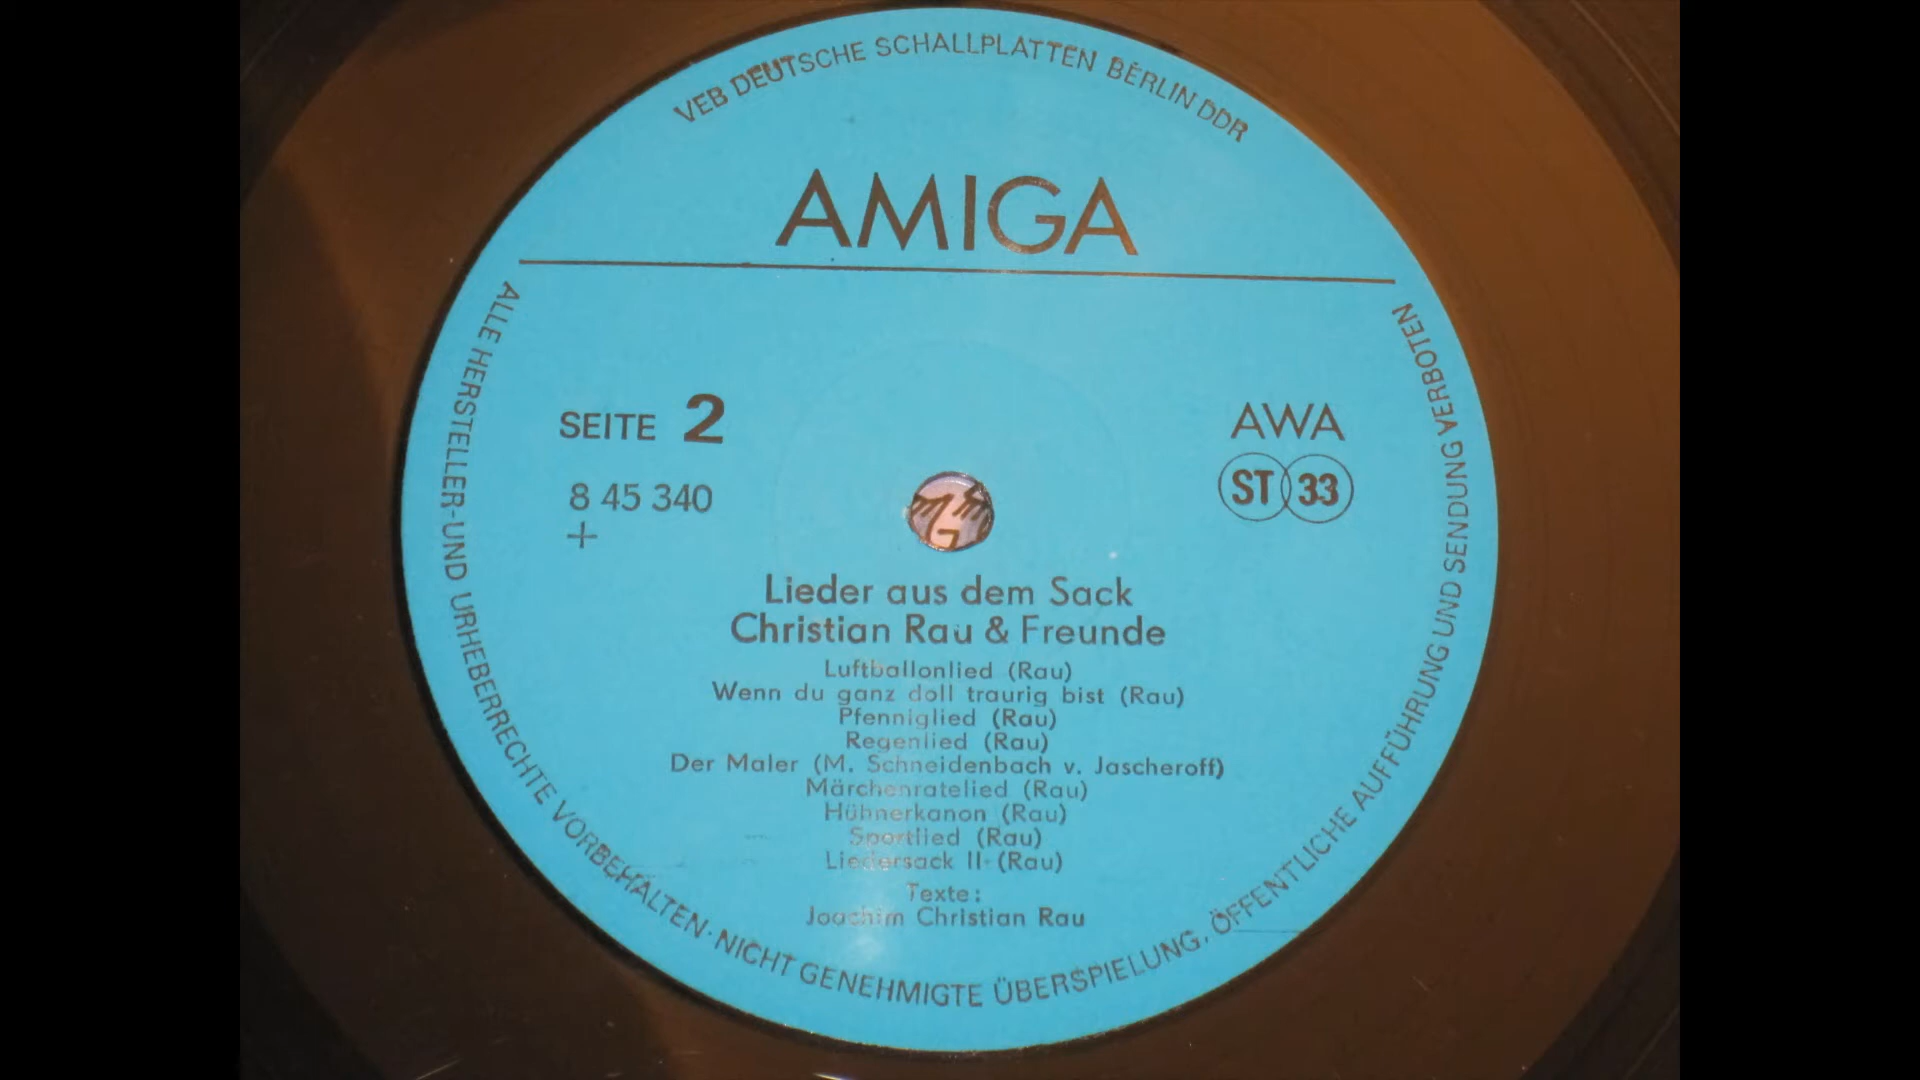 VEB DEUTSCHE SCHALLPLATTEN BERLIN DDR
AMIGA
SEITE 2
8 45 340
+
AWA
ST 33
Lieder aus dem Sack
Christian Rau & Freunde
Luftballonlied (Rau)
Wenn du ganz doll traurig bist (Rau)
Pfenniglied (Rau)
Regenlied (Rau)
Der Maler (M. Schneidenbach v. Jascheroff)
Märchenratelied (Rau)
Hühnerkanon (Rau)
Sportlied (Rau)
Liedersack II (Rau)
Texte:
Joachim Christian Rau
ALLE HERSTELLER-UND URHEBERRECHTE VORBEHALTEN·NICHT GENEHMIGTE ÜBERSPIELUNG, ÖFFENTLICHE AUFFÜHRUNG UND SENDUNG VERBOTEN